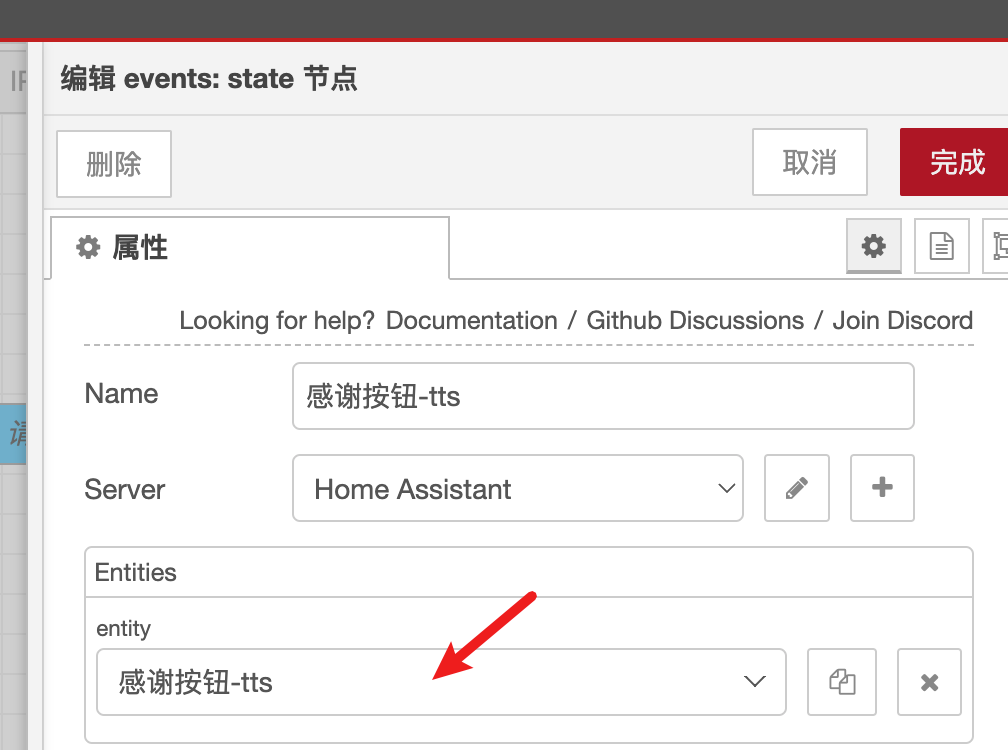 编辑 events: state 节点
删除
取消
完成
属性
Looking for help? Documentation / Github Discussions / Join Discord
Name
感谢按钮-tts
Server
Home Assistant
Entities
entity
感谢按钮-tts